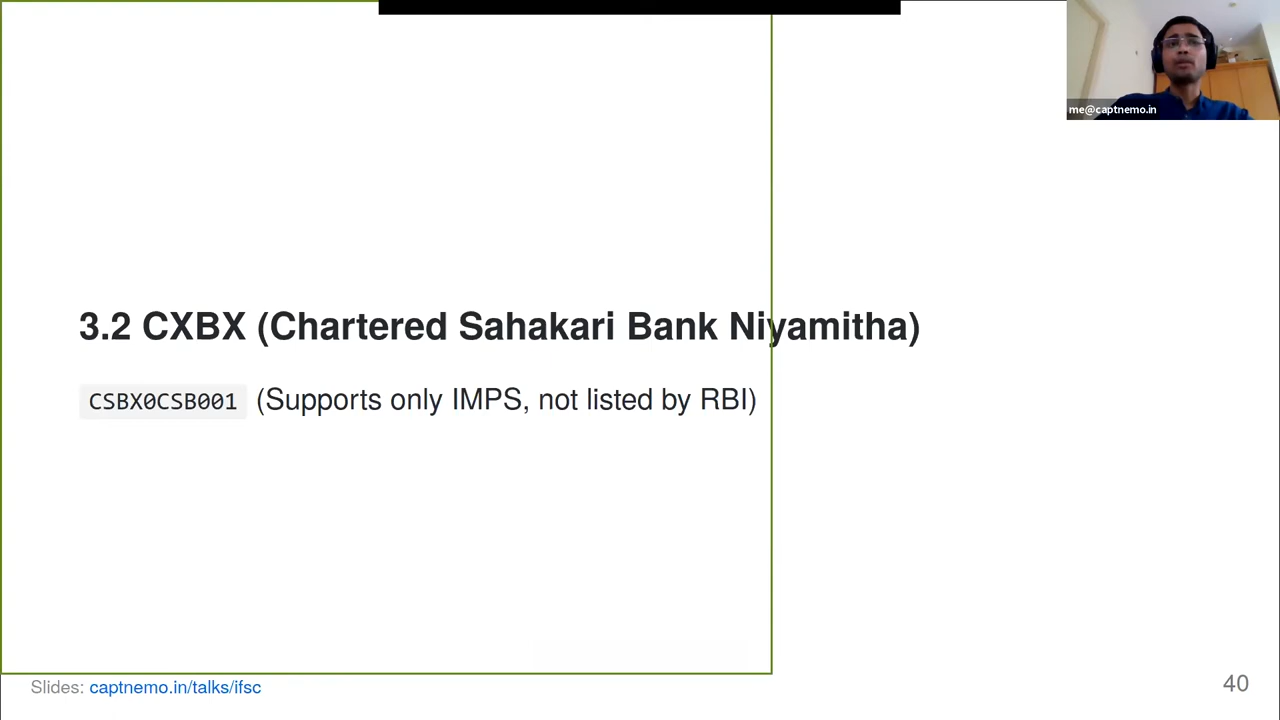 me@captnemo.in
3.2 CXBX (Chartered Sahakari Bank Niyamitha)
CSBX0CSB001 (Supports only IMPS, not listed by RBI)
Slides: captnemo.in/talks/ifsc
40